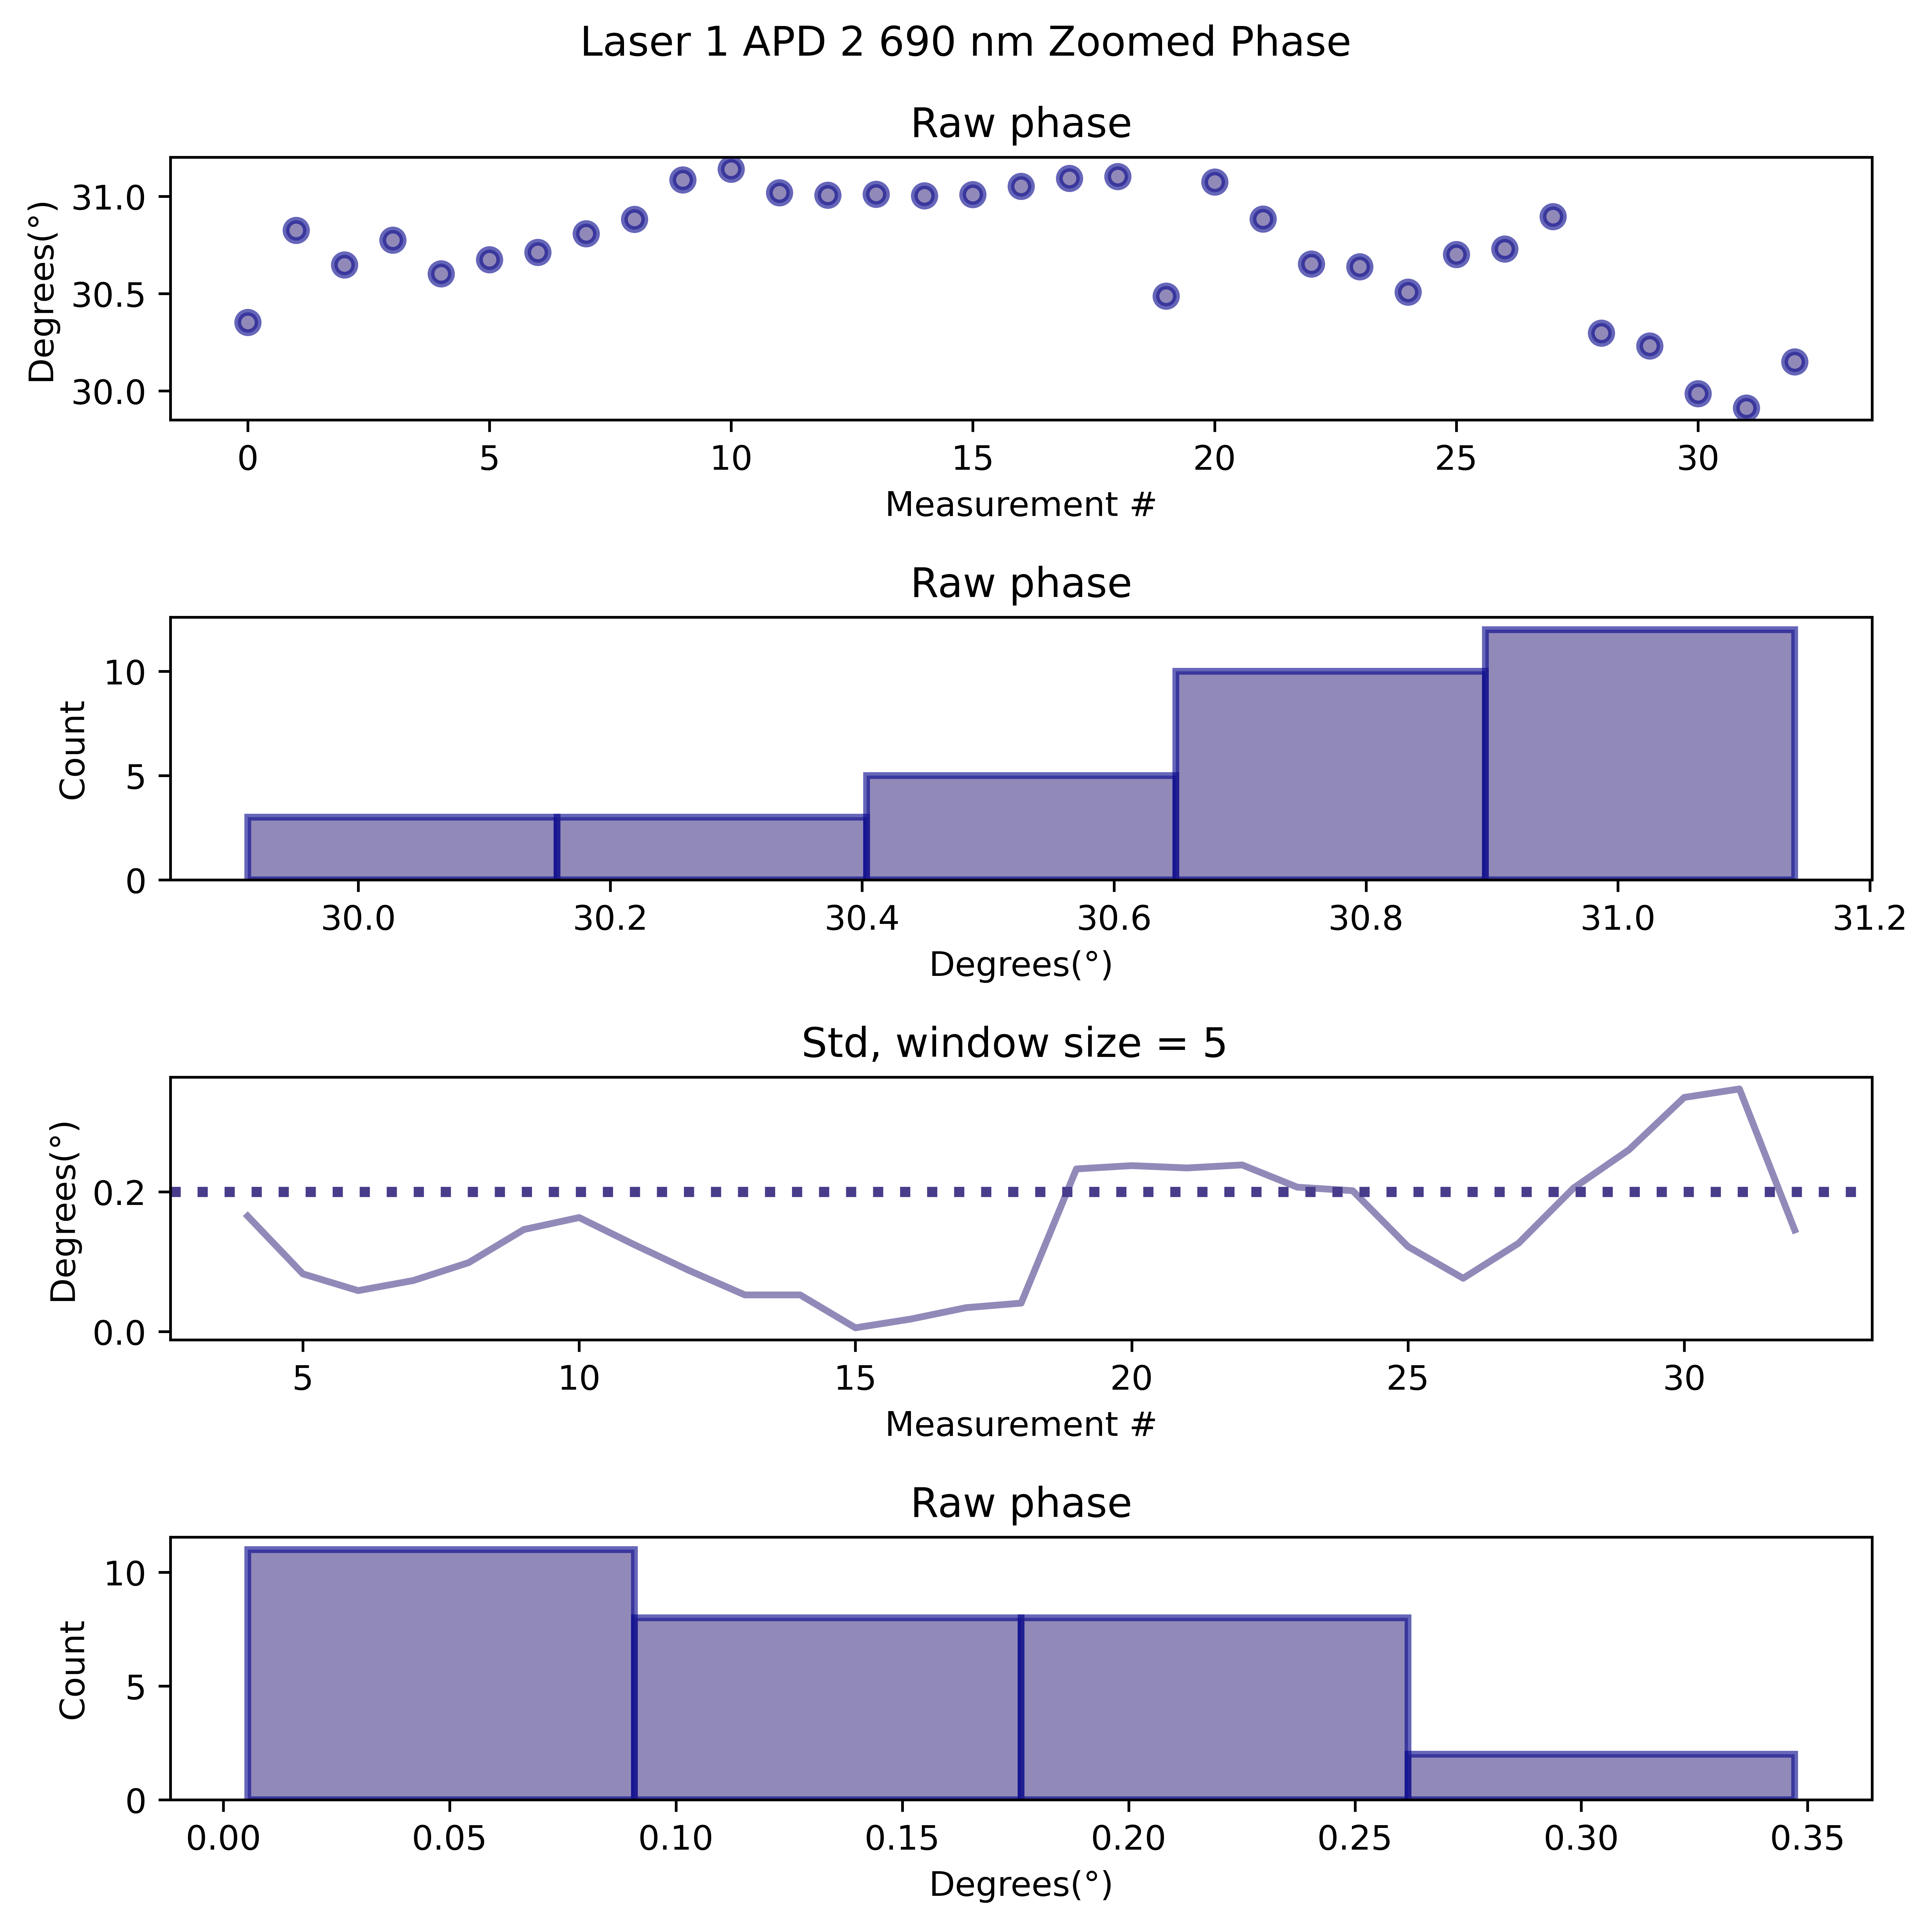 Laser 1 APD 2 690 nm Zoomed Phase
Raw phase
Degrees(°)
31.0
30.5
30.0
0 5 10 15 20 25 30
Measurement #
Raw phase
Count
10
5
0
30.0 30.2 30.4 30.6 30.8 31.0 31.2
Degrees(°)
Std, window size = 5
Degrees(°)
0.2
0.0
5 10 15 20 25 30
Measurement #
Raw phase
Count
10
5
0
0.00 0.05 0.10 0.15 0.20 0.25 0.30 0.35
Degrees(°)